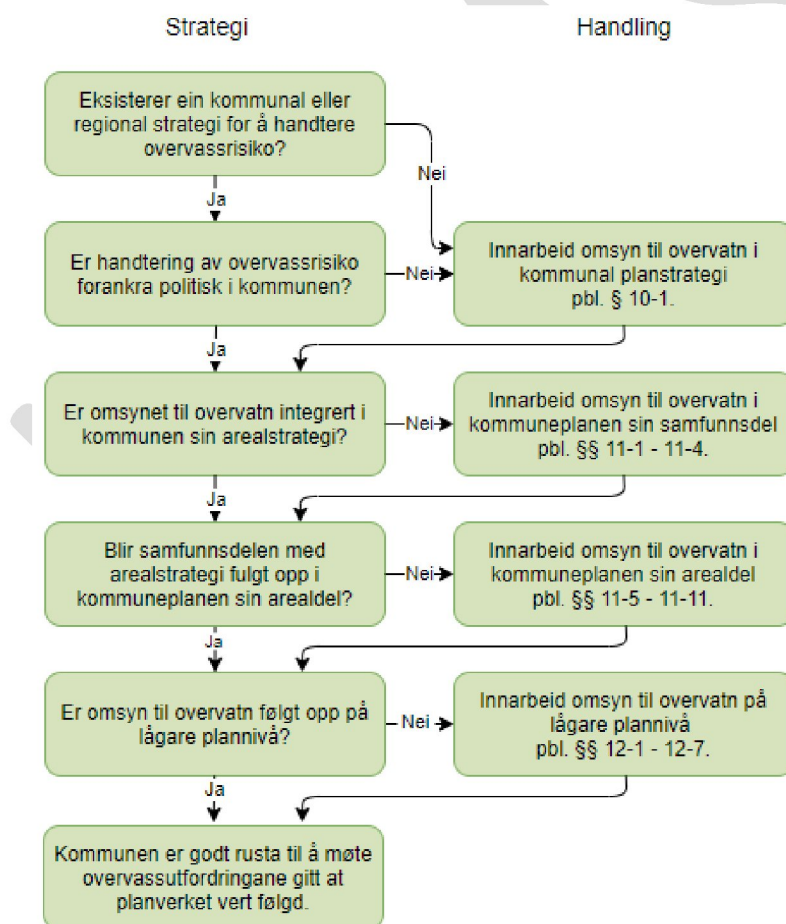 Strategi
Handling
Eksisterer ein kommunal eller
regional strategi for å handtere
overvassrisiko?
Nei
Ja
Er handtering av overvassrisiko
forankra politisk i kommunen?
Nei
Innarbeid omsyn til overvatn i
kommunal planstrategi
pbl. § 10-1.
Ja
Er omsynet til overvatn integrert i
kommunen sin arealstrategi?
Nei
Innarbeid omsyn til overvatn i
kommuneplanen sin samfunnsdel
pbl. §§ 11-1 - 11-4.
Ja
Blir samfunnsdelen med
arealstrategi fulgt opp i
kommuneplanen sin arealdel?
Nei
Innarbeid omsyn til overvatn i
kommuneplanen sin arealdel
pbl. §§ 11-5 - 11-11.
Ja
Er omsyn til overvatn følgt opp på
lågare plannivå?
Nei
Innarbeid omsyn til overvatn på
lågare plannivå
pbl. §§ 12-1 - 12-7.
Ja
Kommunen er godt rusta til å møte
overvassutfordringane gitt at
planverket vert følgd.